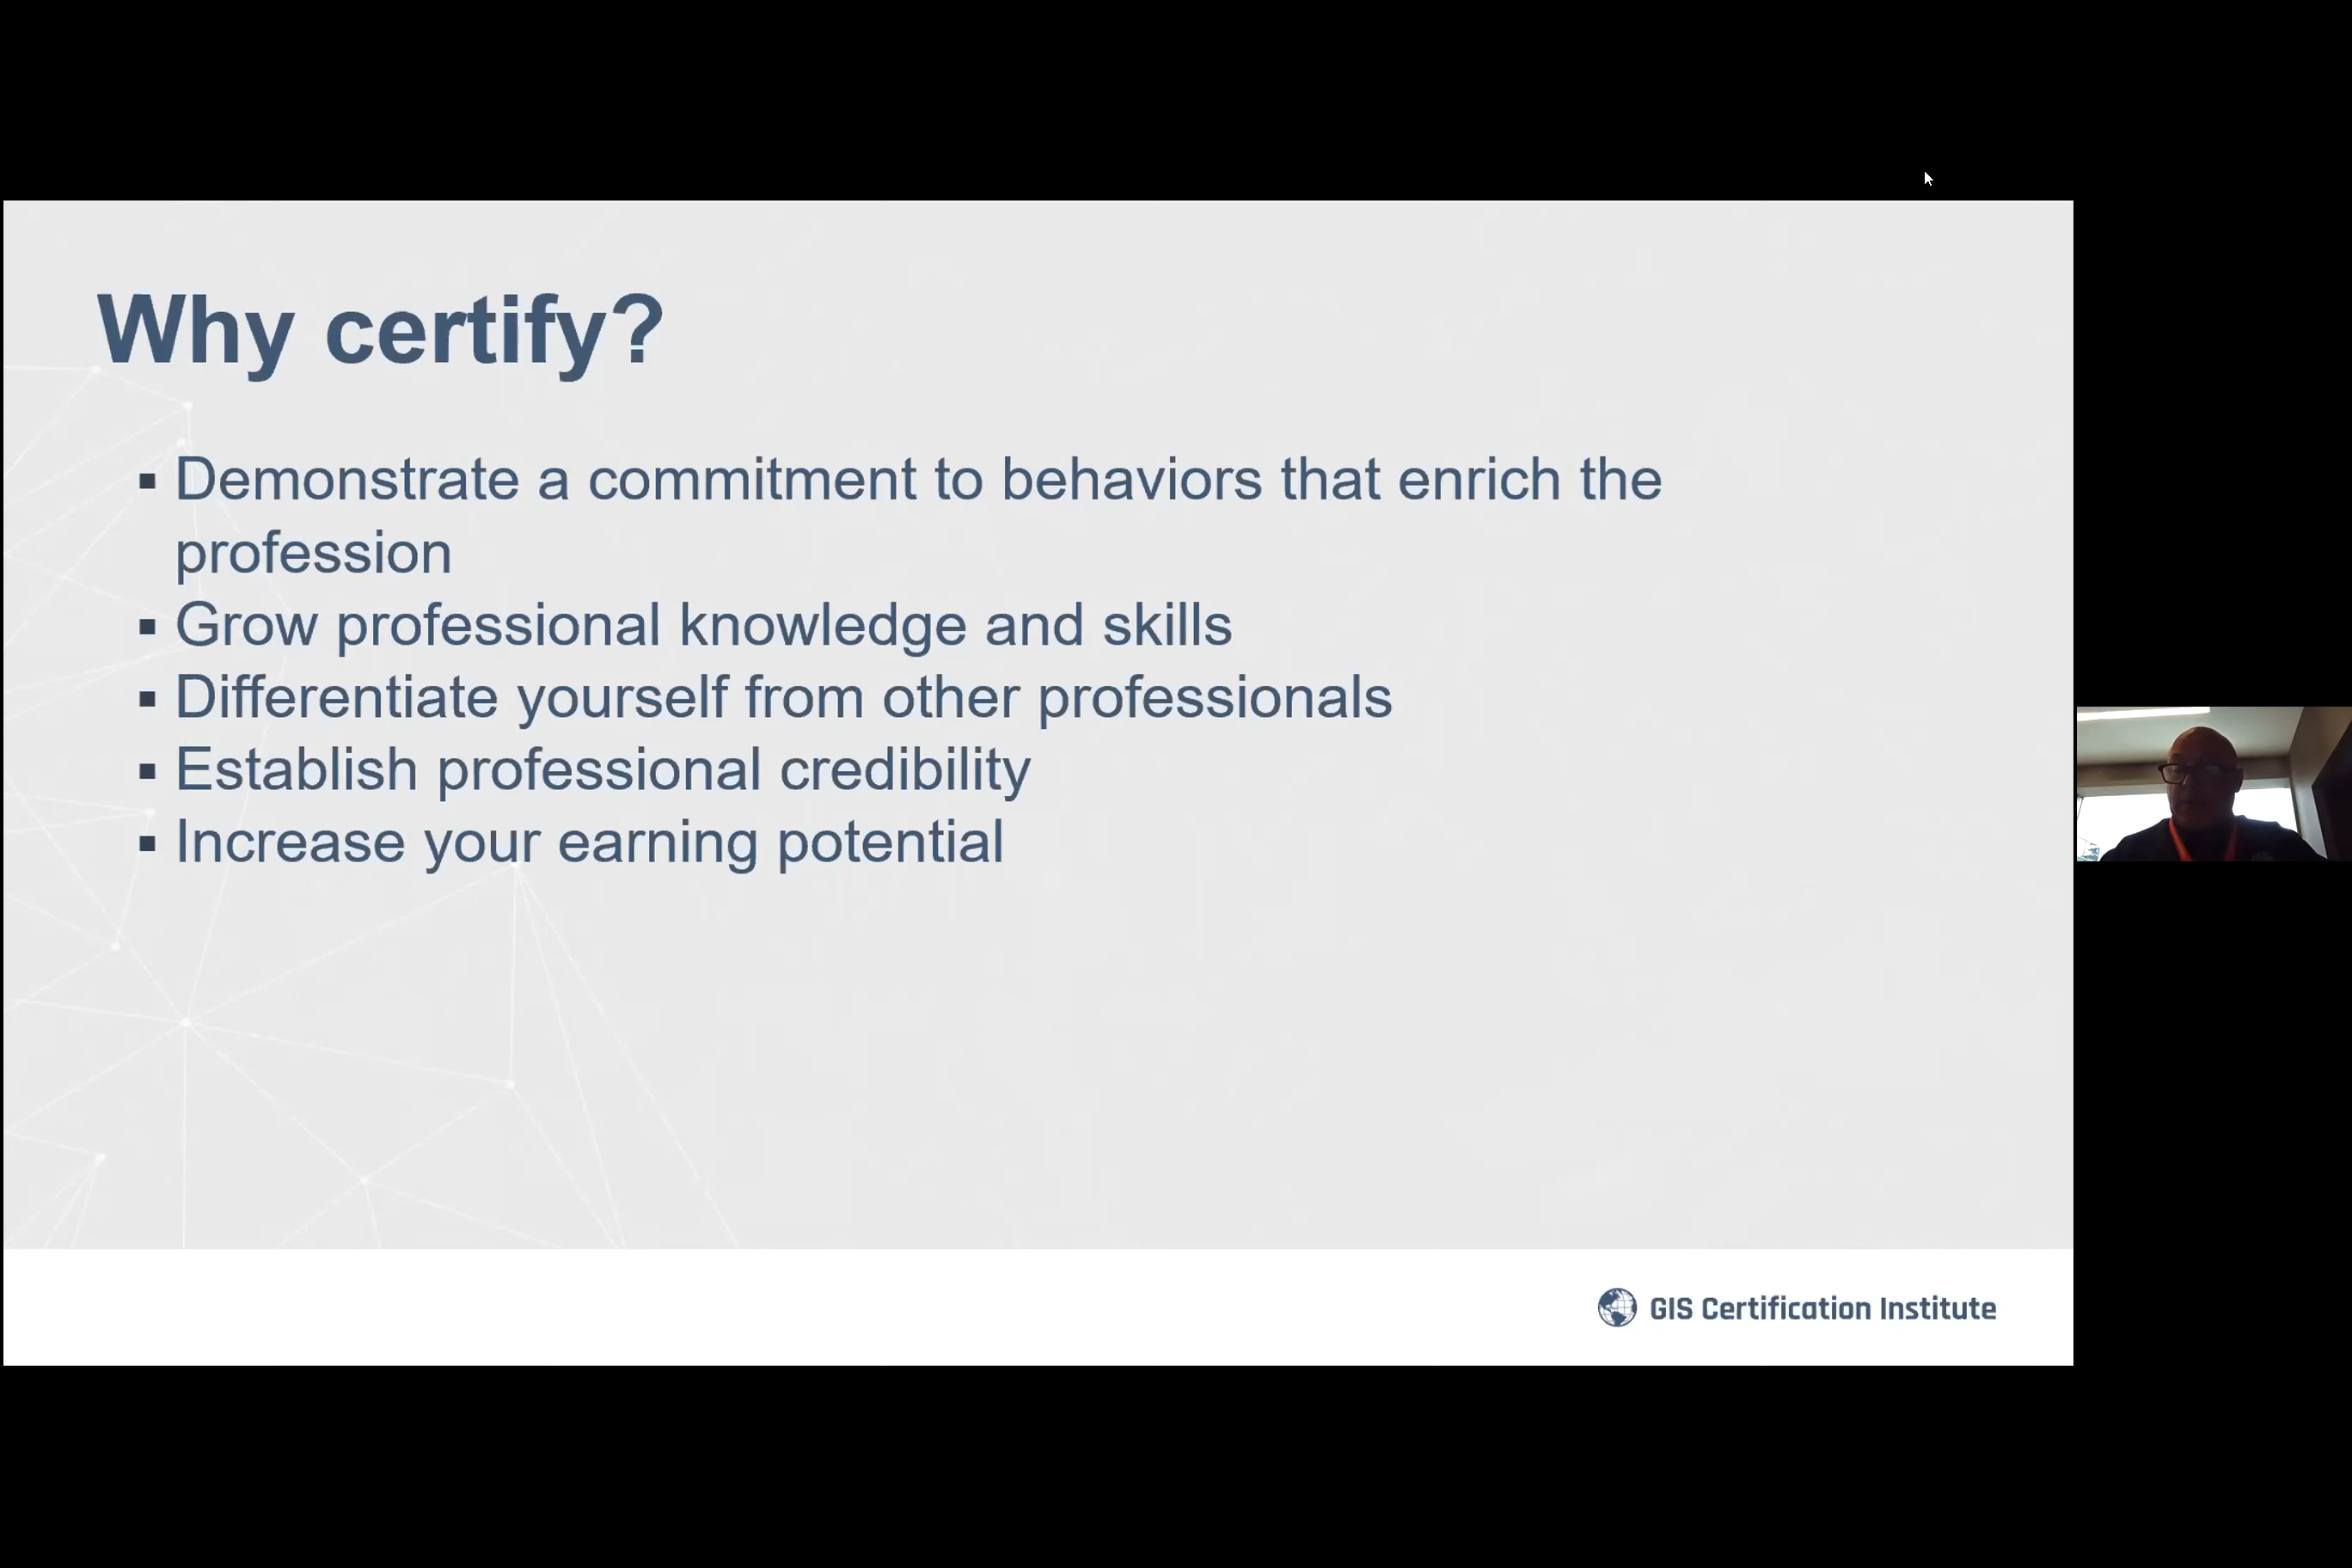 Why certify?
▪ Demonstrate a commitment to behaviors that enrich the
profession
▪ Grow professional knowledge and skills
▪ Differentiate yourself from other professionals
▪ Establish professional credibility
▪ Increase your earning potential
GIS Certification Institute